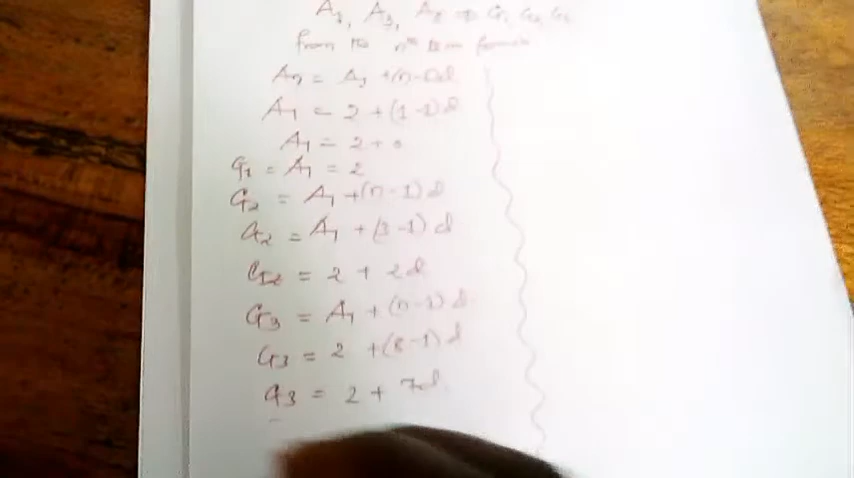 A₁, A₃, A₈ → G₁ G₂ G₃
from the nth term formula
An = A₁ + (n-1)d
A₁ = 2 + (1-1)d
A₁ = 2 + 0
G₁ = A₁ = 2
G₂ = A₁ + (n-1)d
G₂ = A₁ + (3-1)d
G₂ = 2 + 2d
G₃ = A₁ + (n-1)d
G₃ = 2 + (8-1)d
G₃ = 2 + 7d